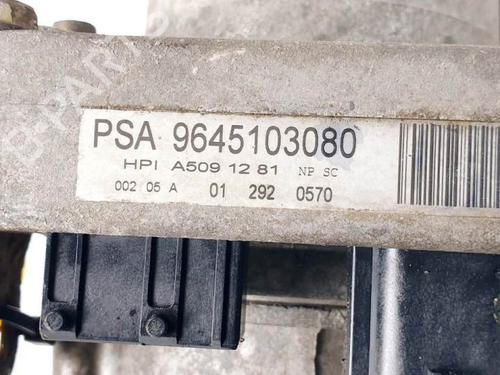 PSA 9645103080
HPI A509 12 81 NP SC
002 05 A 01 292 0570